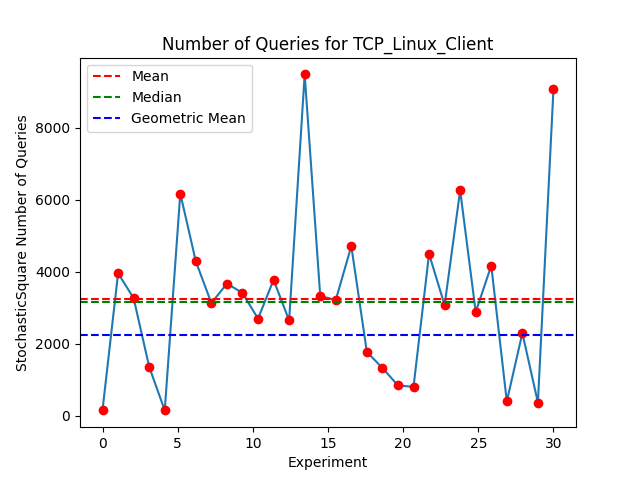 Number of Queries for TCP_Linux_Client
Mean
Median
Geometric Mean
StochasticSquare Number of Queries
8000
6000
4000
2000
0
0 5 10 15 20 25 30
Experiment